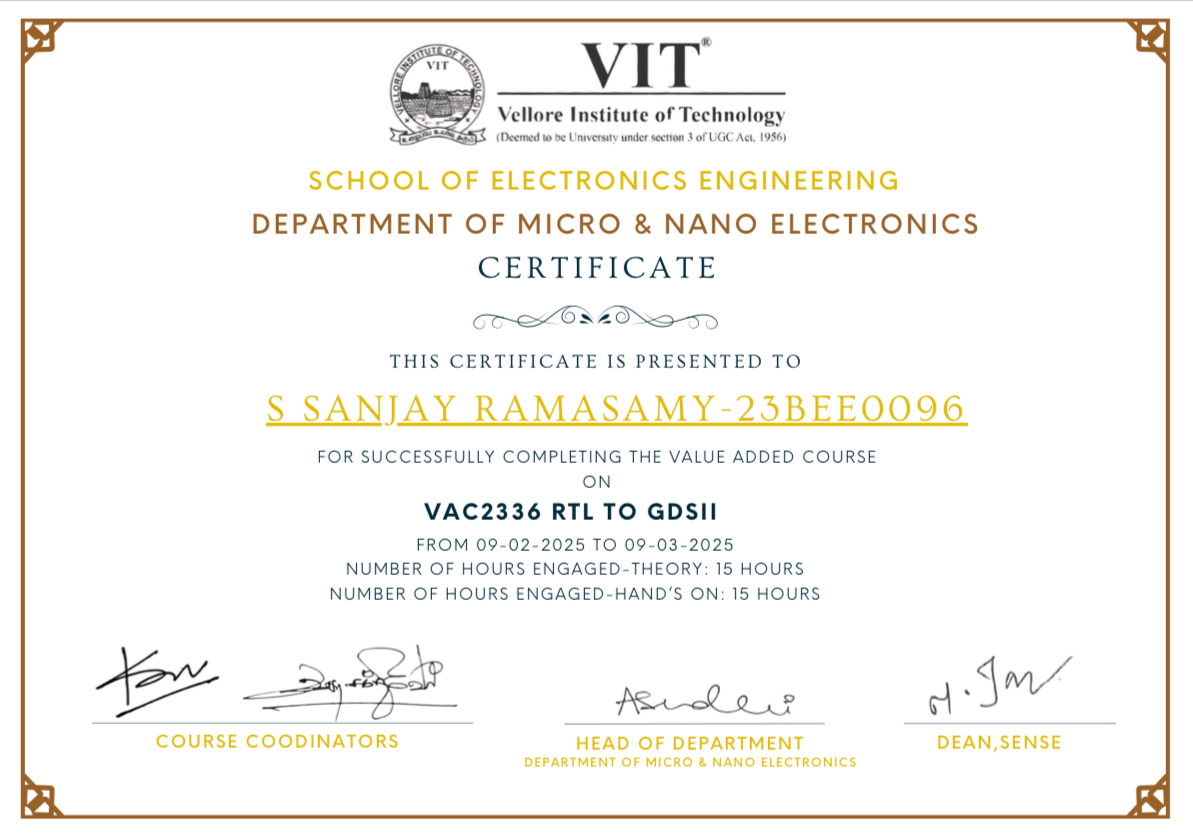 VELLORE INSTITUTE OF TECHNOLOGY
VIT
VIT®
Vellore Institute of Technology
(Deemed to be University under section 3 of UGC Act, 1956)
SCHOOL OF ELECTRONICS ENGINEERING
DEPARTMENT OF MICRO & NANO ELECTRONICS
CERTIFICATE
THIS CERTIFICATE IS PRESENTED TO
S SANJAY RAMASAMY-23BEE0096
FOR SUCCESSFULLY COMPLETING THE VALUE ADDED COURSE
ON
VAC2336 RTL TO GDSII
FROM 09-02-2025 TO 09-03-2025
NUMBER OF HOURS ENGAGED-THEORY: 15 HOURS
NUMBER OF HOURS ENGAGED-HAND’S ON: 15 HOURS
COURSE COODINATORS
HEAD OF DEPARTMENT
DEPARTMENT OF MICRO & NANO ELECTRONICS
DEAN,SENSE